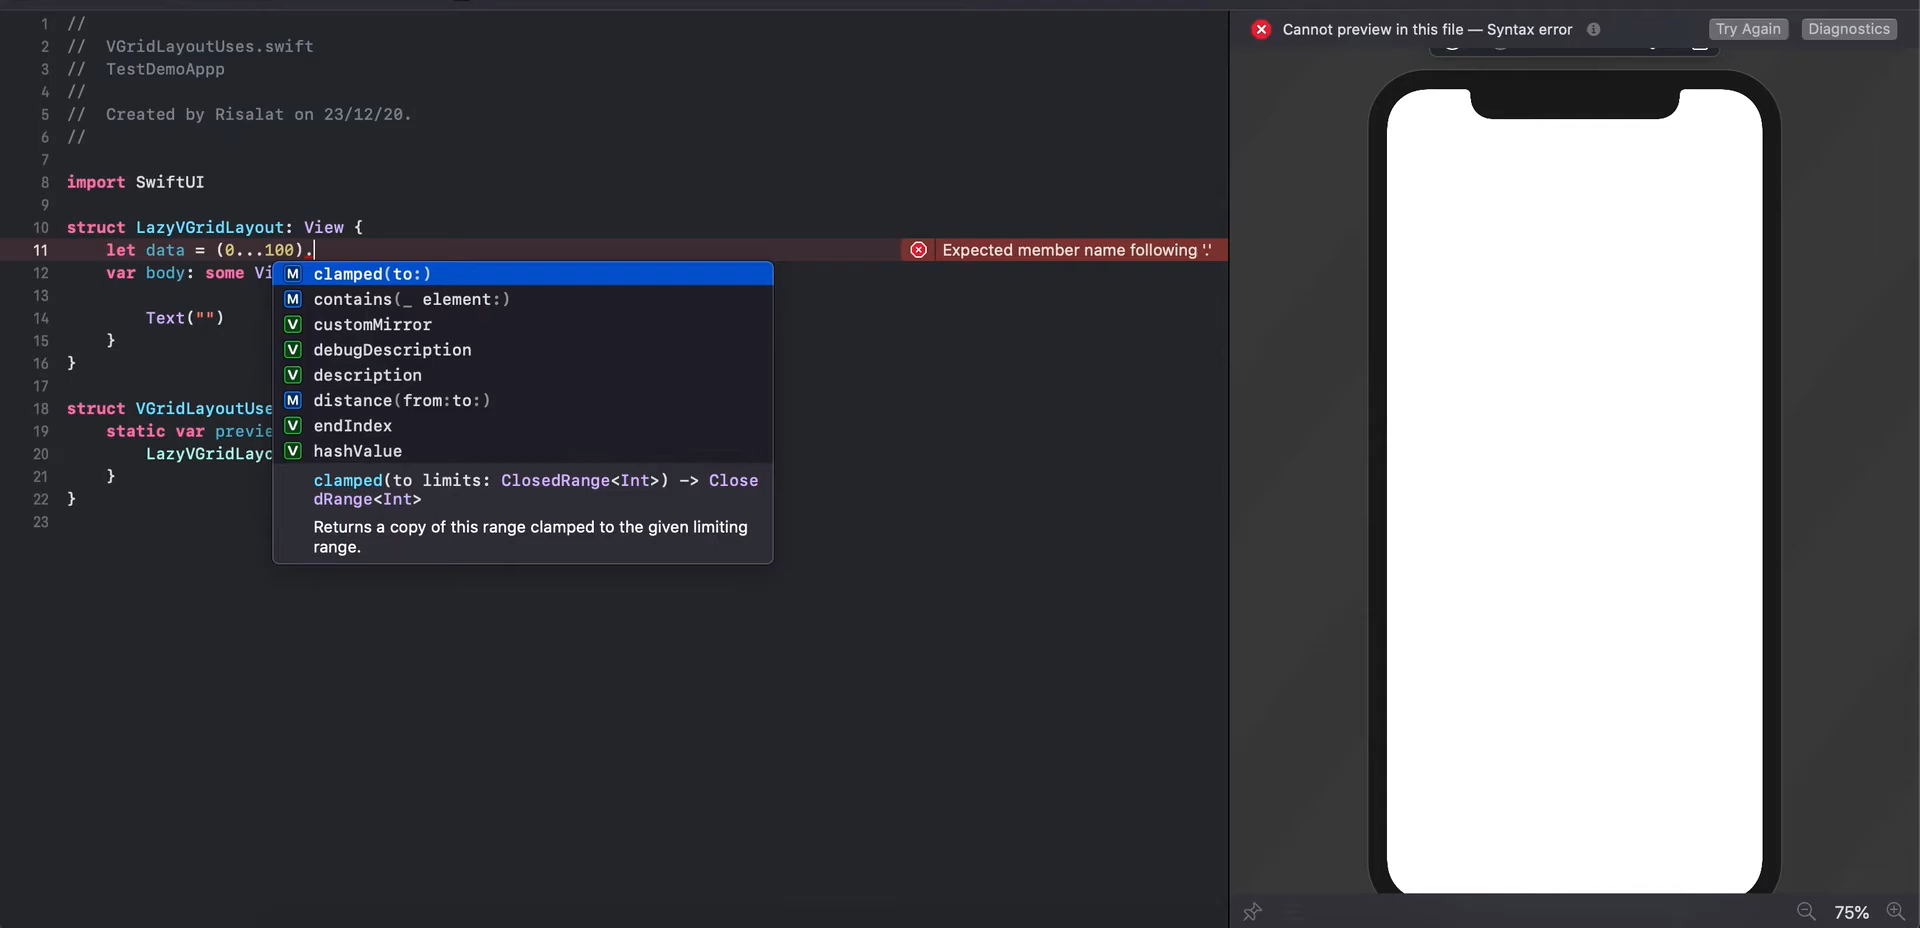 1 //
2 //  VGridLayoutUses.swift
3 //  TestDemoAppp
4 //
5 //  Created by Risalat on 23/12/20.
6 //
7
8 import SwiftUI
9
10 struct LazyVGridLayout: View {
11     let data = (0...100).
Expected member name following '.'
12     var body: some Vi
13
14         Text("")
15     }
16 }
17
18 struct VGridLayoutUse
19     static var previe
20         LazyVGridLayo
21     }
22 }
23
M clamped(to:)
M contains(_ element:)
V customMirror
V debugDescription
V description
M distance(from:to:)
V endIndex
V hashValue
clamped(to limits: ClosedRange<Int>) -> Close
dRange<Int>
Returns a copy of this range clamped to the given limiting
range.
Cannot preview in this file — Syntax error
Try Again
Diagnostics
75%